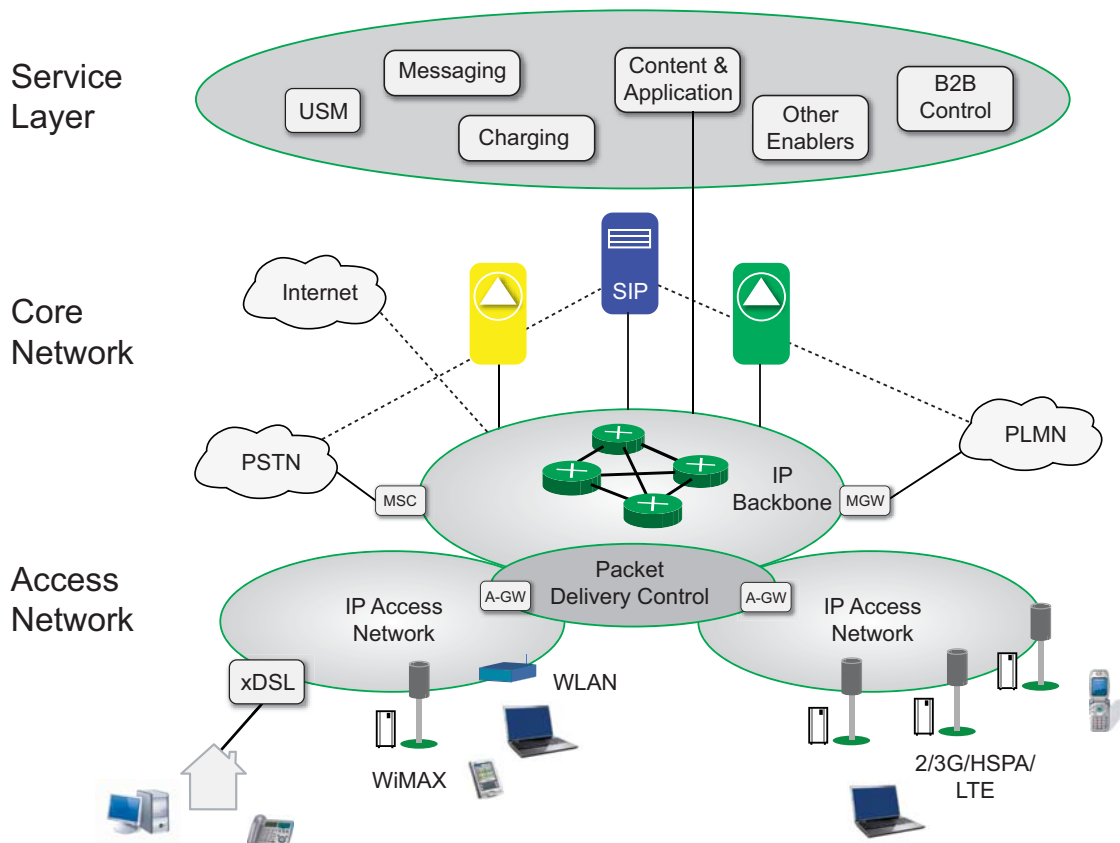 Service
Layer
USM
Messaging
Charging
Content &
Application
Other
Enablers
B2B
Control
Core
Network
Internet
SIP
PSTN
PLMN
MSC
IP
Backbone
MGW
Access
Network
IP Access
Network
A-GW
Packet
Delivery Control
A-GW
IP Access
Network
xDSL
WLAN
WiMAX
2/3G/HSPA/
LTE